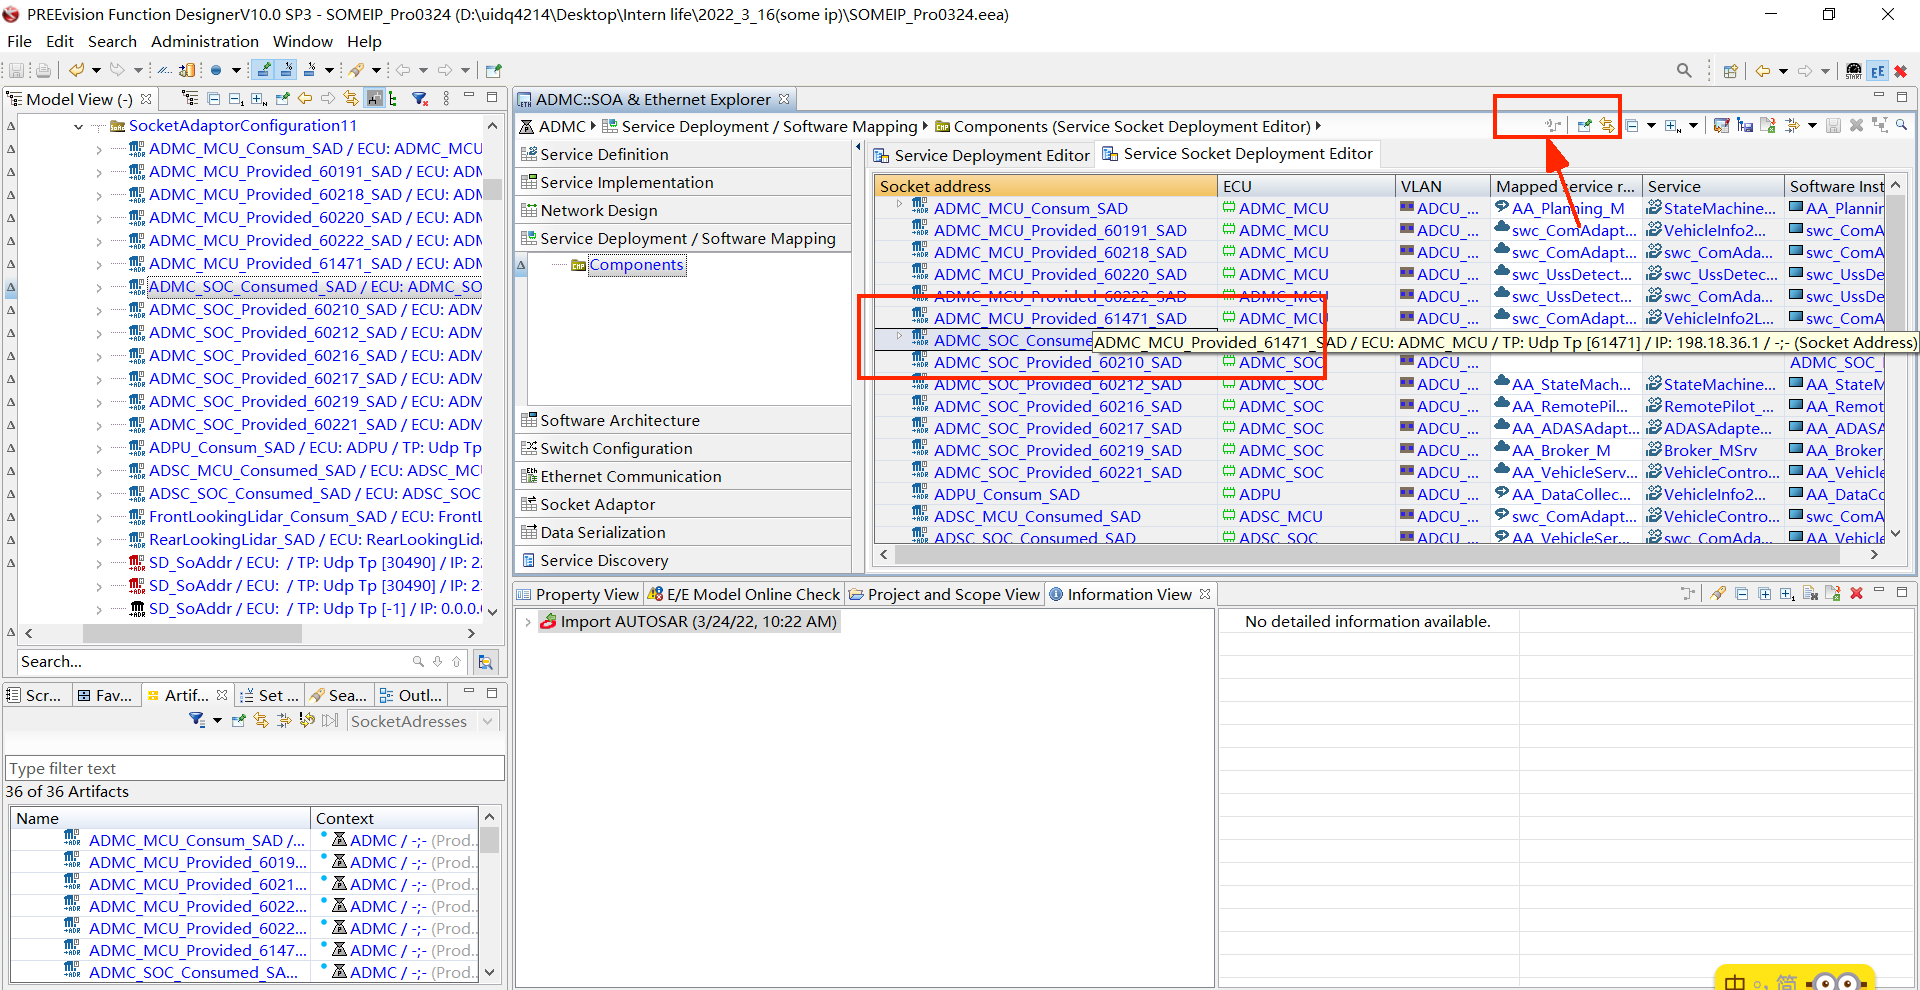 PREEvision Function DesignerV10.0 SP3 - SOMEIP_Pro0324 (D:\uidq4214\Desktop\Intern life\2022_3_16(some ip)\SOMEIP_Pro0324.eea)
File Edit Search Administration Window Help
Model View (-)
SocketAdaptorConfiguration11
ADMC_MCU_Consum_SAD / ECU: ADMC_MCU
ADMC_MCU_Provided_60191_SAD / ECU: ADM
ADMC_MCU_Provided_60218_SAD / ECU: ADM
ADMC_MCU_Provided_60220_SAD / ECU: ADM
ADMC_MCU_Provided_60222_SAD / ECU: ADM
ADMC_MCU_Provided_61471_SAD / ECU: ADM
ADMC_SOC_Consumed_SAD / ECU: ADMC_SO
ADMC_SOC_Provided_60210_SAD / ECU: ADM
ADMC_SOC_Provided_60212_SAD / ECU: ADM
ADMC_SOC_Provided_60216_SAD / ECU: ADM
ADMC_SOC_Provided_60217_SAD / ECU: ADM
ADMC_SOC_Provided_60219_SAD / ECU: ADM
ADMC_SOC_Provided_60221_SAD / ECU: ADM
ADPU_Consum_SAD / ECU: ADPU / TP: Udp Tp
ADSC_MCU_Consumed_SAD / ECU: ADSC_MC
ADSC_SOC_Consumed_SAD / ECU: ADSC_SOC
FrontLookingLidar_Consum_SAD / ECU: FrontL
RearLookingLidar_SAD / ECU: RearLookingLid
SD_SoAddr / ECU: / TP: Udp Tp [30490] / IP: 2
SD_SoAddr / ECU: / TP: Udp Tp [30490] / IP: 2
SD_SoAddr / ECU: / TP: Udp Tp [-1] / IP: 0.0.0.
Search...
Scr... Fav... Artif... Set ... Sea... Outl...
SocketAdresses
Type filter text
36 of 36 Artifacts
Name Context
ADMC_MCU_Consum_SAD /... ADMC / -;- (Prod..
ADMC_MCU_Provided_6019... ADMC / -;- (Prod..
ADMC_MCU_Provided_6021... ADMC / -;- (Prod..
ADMC_MCU_Provided_6022... ADMC / -;- (Prod..
ADMC_MCU_Provided_6022... ADMC / -;- (Prod..
ADMC_MCU_Provided_6147... ADMC / -;- (Prod..
ADMC_SOC_Consumed_SA... ADMC / -;- (Prod..
ADMC::SOA & Ethernet Explorer
ADMC Service Deployment / Software Mapping Components (Service Socket Deployment Editor)
Service Definition
Service Implementation
Network Design
Service Deployment / Software Mapping
Components
Software Architecture
Switch Configuration
Ethernet Communication
Socket Adaptor
Data Serialization
Service Discovery
Service Deployment Editor Service Socket Deployment Editor
Socket address ECU VLAN Mapped service r... Service Software Inst
ADMC_MCU_Consum_SAD ADMC_MCU ADCU_... AA_Planning_M StateMachine... AA_Plannir
ADMC_MCU_Provided_60191_SAD ADMC_MCU ADCU_... swc_ComAdapt... VehicleInfo2... swc_ComA
ADMC_MCU_Provided_60218_SAD ADMC_MCU ADCU_... swc_ComAdapt... swc_ComAda... swc_ComA
ADMC_MCU_Provided_60220_SAD ADMC_MCU ADCU_... swc_UssDetect... swc_UssDetec... swc_UssDe
ADMC_MCU_Provided_60222_SAD ADMC_MCU ADCU_... swc_UssDetect... swc_ComAda... swc_UssDe
ADMC_MCU_Provided_61471_SAD ADMC_MCU ADCU_... swc_ComAdapt... VehicleInfo2L... swc_ComA
ADMC_SOC_Consume ADMC_MCU_Provided_61471_SAD / ECU: ADMC_MCU / TP: Udp Tp [61471] / IP: 198.18.36.1 / -;- (Socket Address)
ADMC_SOC_Provided_60210_SAD ADMC_SOC ADCU_... ADMC_SOC_
ADMC_SOC_Provided_60212_SAD ADMC_SOC ADCU_... AA_StateMach... StateMachine... AA_StateM
ADMC_SOC_Provided_60216_SAD ADMC_SOC ADCU_... AA_RemotePil... RemotePilot_... AA_Remot
ADMC_SOC_Provided_60217_SAD ADMC_SOC ADCU_... AA_ADASAdapt... ADASAdapte... AA_ADASA
ADMC_SOC_Provided_60219_SAD ADMC_SOC ADCU_... AA_Broker_M Broker_MSrv AA_Broker_
ADMC_SOC_Provided_60221_SAD ADMC_SOC ADCU_... AA_VehicleServ... VehicleContro... AA_Vehicle
ADPU_Consum_SAD ADPU ADCU_... AA_DataCollec... VehicleInfo2... AA_DataCo
ADSC_MCU_Consumed_SAD ADSC_MCU ADCU_... swc_ComAdapt... VehicleContro... swc_ComA
ADSC_SOC_Consumed_SAD ADSC_SOC ADCU_... AA_VehicleSer... swc_ComAda... AA_Vehicle
Property View E/E Model Online Check Project and Scope View Information View
Import AUTOSAR (3/24/22, 10:22 AM)
No detailed information available.
中 简